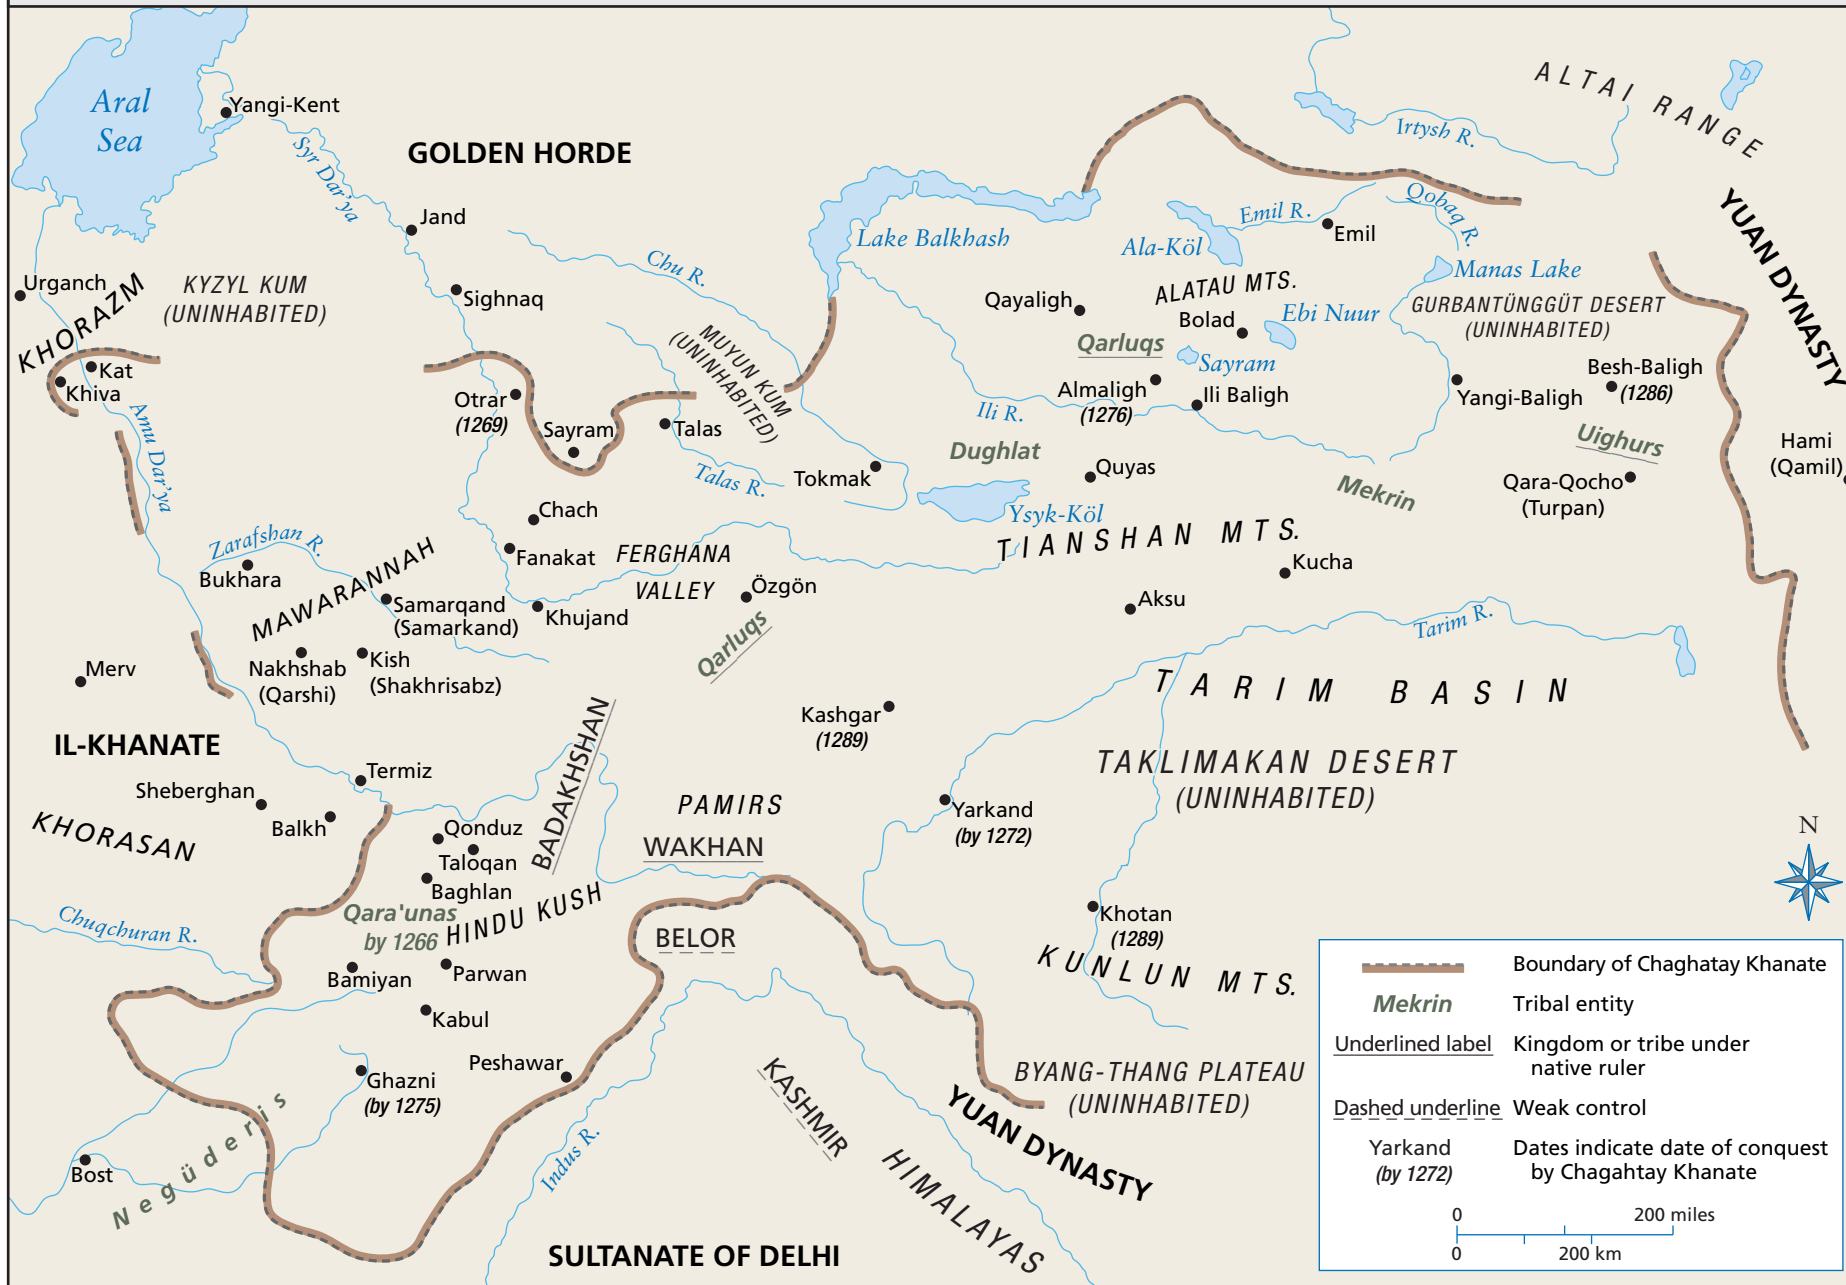 Aral
Sea
Yangi-Kent
Syr Dar'ya
GOLDEN HORDE
Jand
Urganch
KHORAZM
KYZYL KUM
(UNINHABITED)
Sighnaq
Chu R.
MUYUN KUM
(UNINHABITED)
Kat
Khiva
Amu Dar'ya
Otrar
(1269)
Sayram
Talas
Talas R.
Tokmak
Lake Balkhash
ALTAI RANGE
Irtysh R.
Qobaq R.
Emil R.
Emil
Ala-Köl
Manas Lake
ALATAU MTS.
Qayaligh
Bolad
Ebi Nuur
GURBANTÜNGGÜT DESERT
(UNINHABITED)
YUAN DYNASTY
Qarluqs
Sayram
Almaligh
(1276)
Ili Baligh
Ili R.
Yangi-Baligh
Besh-Baligh
(1286)
Uighurs
Hami
(Qamil)
Dughlat
Quyas
Mekrin
Qara-Qocho
(Turpan)
Ysyk-Köl
TIANSHAN MTS.
Kucha
Aksu
Tarim R.
Chach
Fanakat
FERGHANA
VALLEY
Özgön
Khujand
Qarluqs
Zarafshan R.
Bukhara
MAWARANNAH
Samarqand
(Samarkand)
Nakhshab
(Qarshi)
Kish
(Shakhrisabz)
Merv
IL-KHANATE
Termiz
Sheberghan
Balkh
KHORASAN
Qonduz
Taloqan
Baghlan
BADAKHSHAN
PAMIRS
WAKHAN
Kashgar
(1289)
TARIM BASIN
TAKLIMAKAN DESERT
(UNINHABITED)
Yarkand
(by 1272)
Khotan
(1289)
KUNLUN MTS.
Chuqchuran R.
Qara'unas
by 1266
HINDU KUSH
BELOR
Bamiyan
Parwan
Kabul
Peshawar
Ghazni
(by 1275)
Negüderis
Bost
Indus R.
KASHMIR
HIMALAYAS
BYANG-THANG PLATEAU
(UNINHABITED)
YUAN DYNASTY
SULTANATE OF DELHI
N
Boundary of Chaghatay Khanate
Mekrin Tribal entity
Underlined label Kingdom or tribe under
native ruler
Dashed underline Weak control
Yarkand Dates indicate date of conquest
(by 1272) by Chagahtay Khanate
0 200 miles
0 200 km